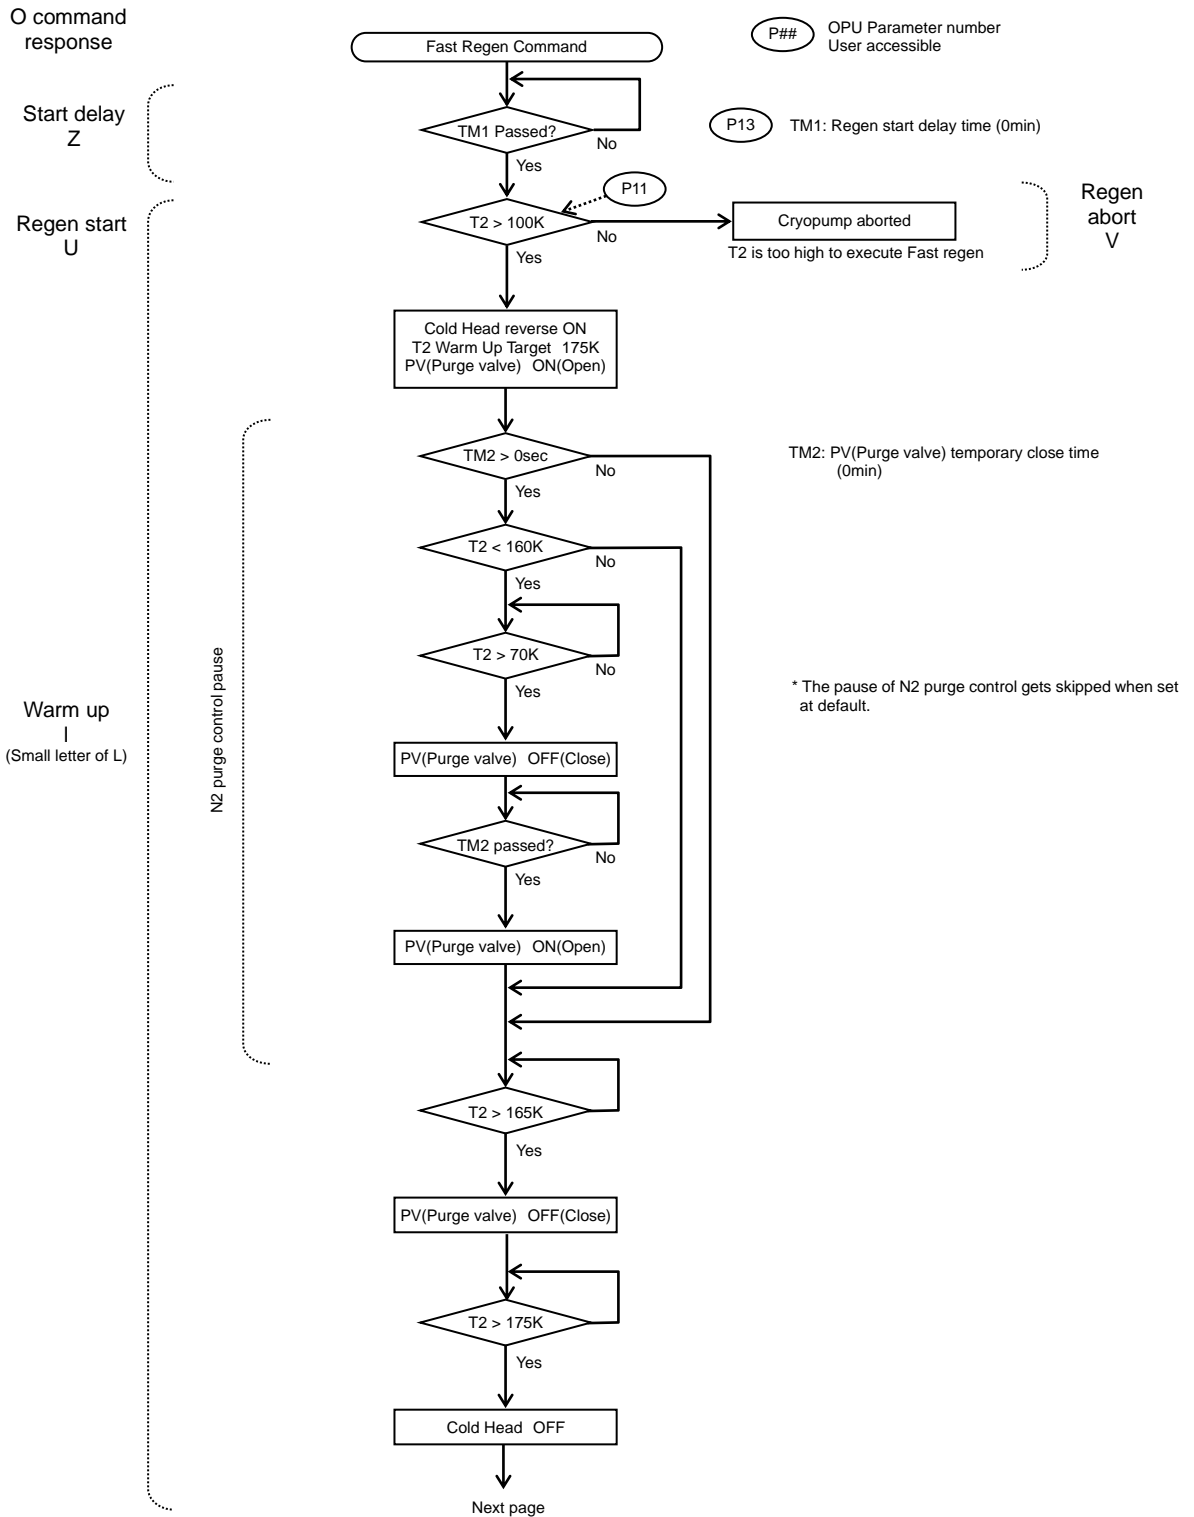 O command
response
Fast Regen Command
P##
OPU Parameter number
User accessible
Start delay
Z
TM1 Passed?
No
Yes
P13
TM1: Regen start delay time (0min)
Regen start
U
P11
T2 > 100K
No
Yes
Cryopump aborted
T2 is too high to execute Fast regen
Regen
abort
V
Cold Head reverse ON
T2 Warm Up Target 175K
PV(Purge valve) ON(Open)
TM2 > 0sec
No
Yes
TM2: PV(Purge valve) temporary close time
(0min)
T2 < 160K
No
Yes
T2 > 70K
No
Yes
N2 purge control pause
* The pause of N2 purge control gets skipped when set
at default.
Warm up
l
(Small letter of L)
PV(Purge valve) OFF(Close)
TM2 passed?
No
Yes
PV(Purge valve) ON(Open)
T2 > 165K
Yes
PV(Purge valve) OFF(Close)
T2 > 175K
Yes
Cold Head OFF
Next page